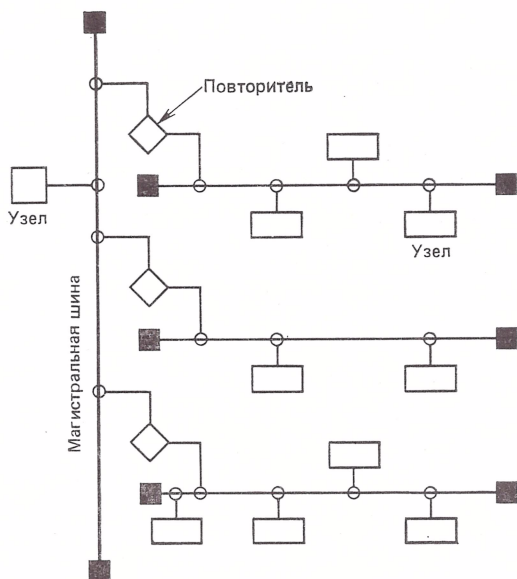 Повторитель
Узел
Узел
Магистральная шина